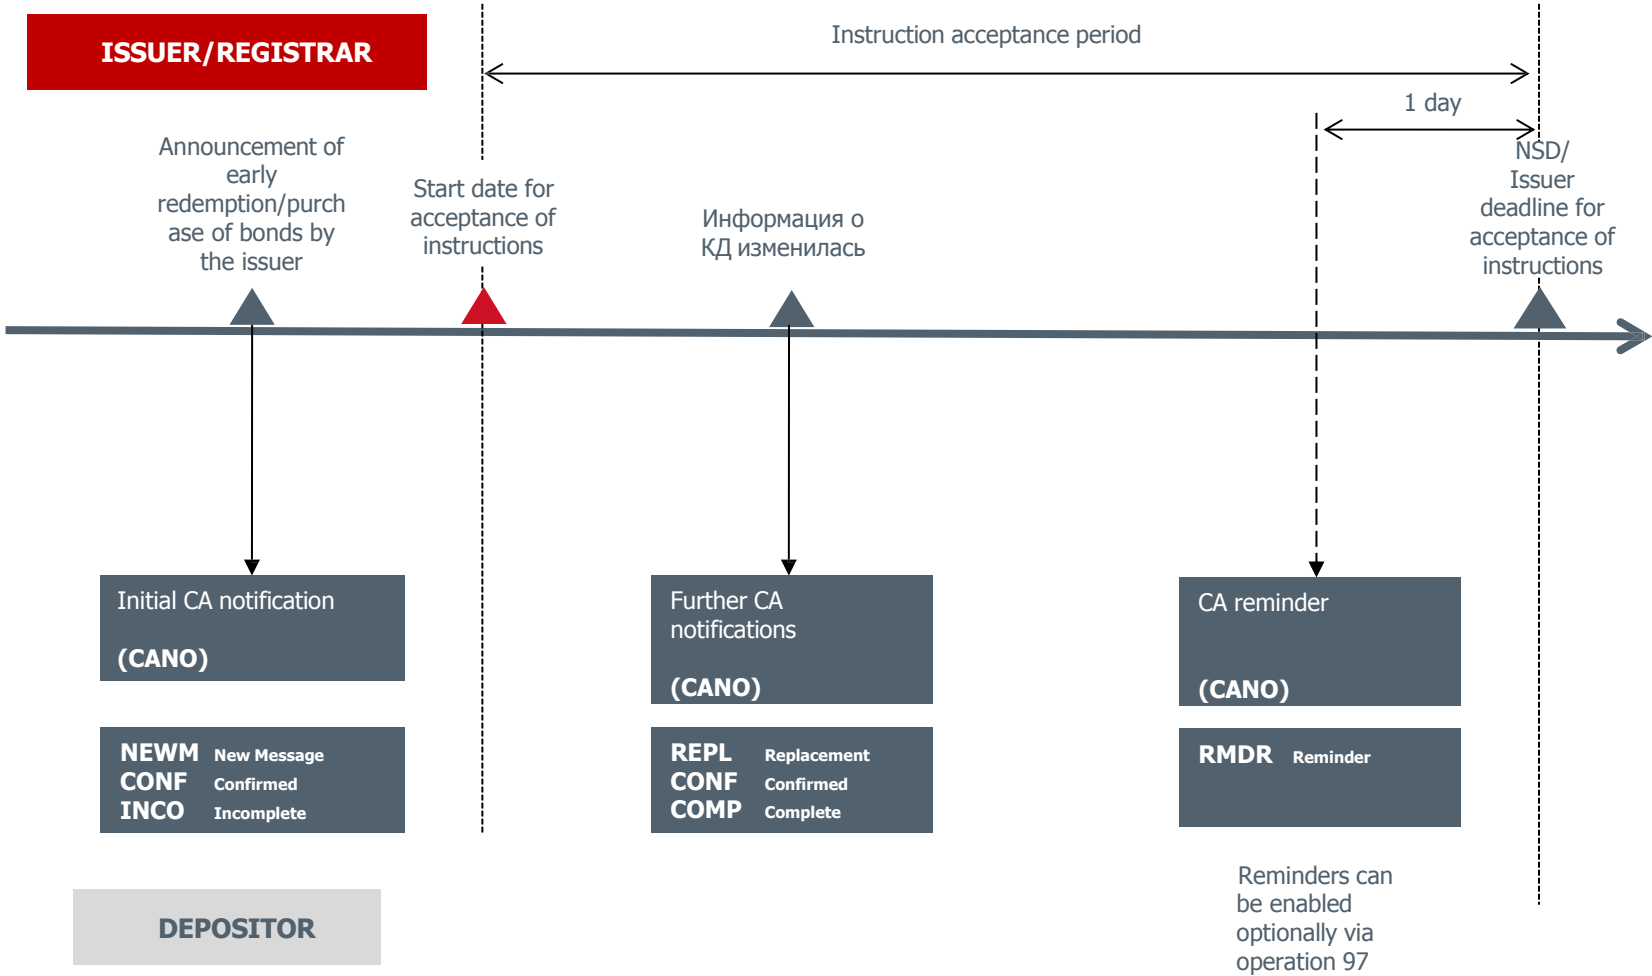 ISSUER/REGISTRAR
Instruction acceptance period
1 day
Announcement of
early
redemption/purch
ase of bonds by
the issuer
Start date for
acceptance of
instructions
Информация о
КД изменилась
NSD/
Issuer
deadline for
acceptance of
instructions
Initial CA notification
(CANO)
Further CA
notifications
(CANO)
CA reminder
(CANO)
NEWM New Message
CONF Confirmed
INCO Incomplete
REPL Replacement
CONF Confirmed
COMP Complete
RMDR Reminder
Reminders can
be enabled
optionally via
operation 97
DEPOSITOR